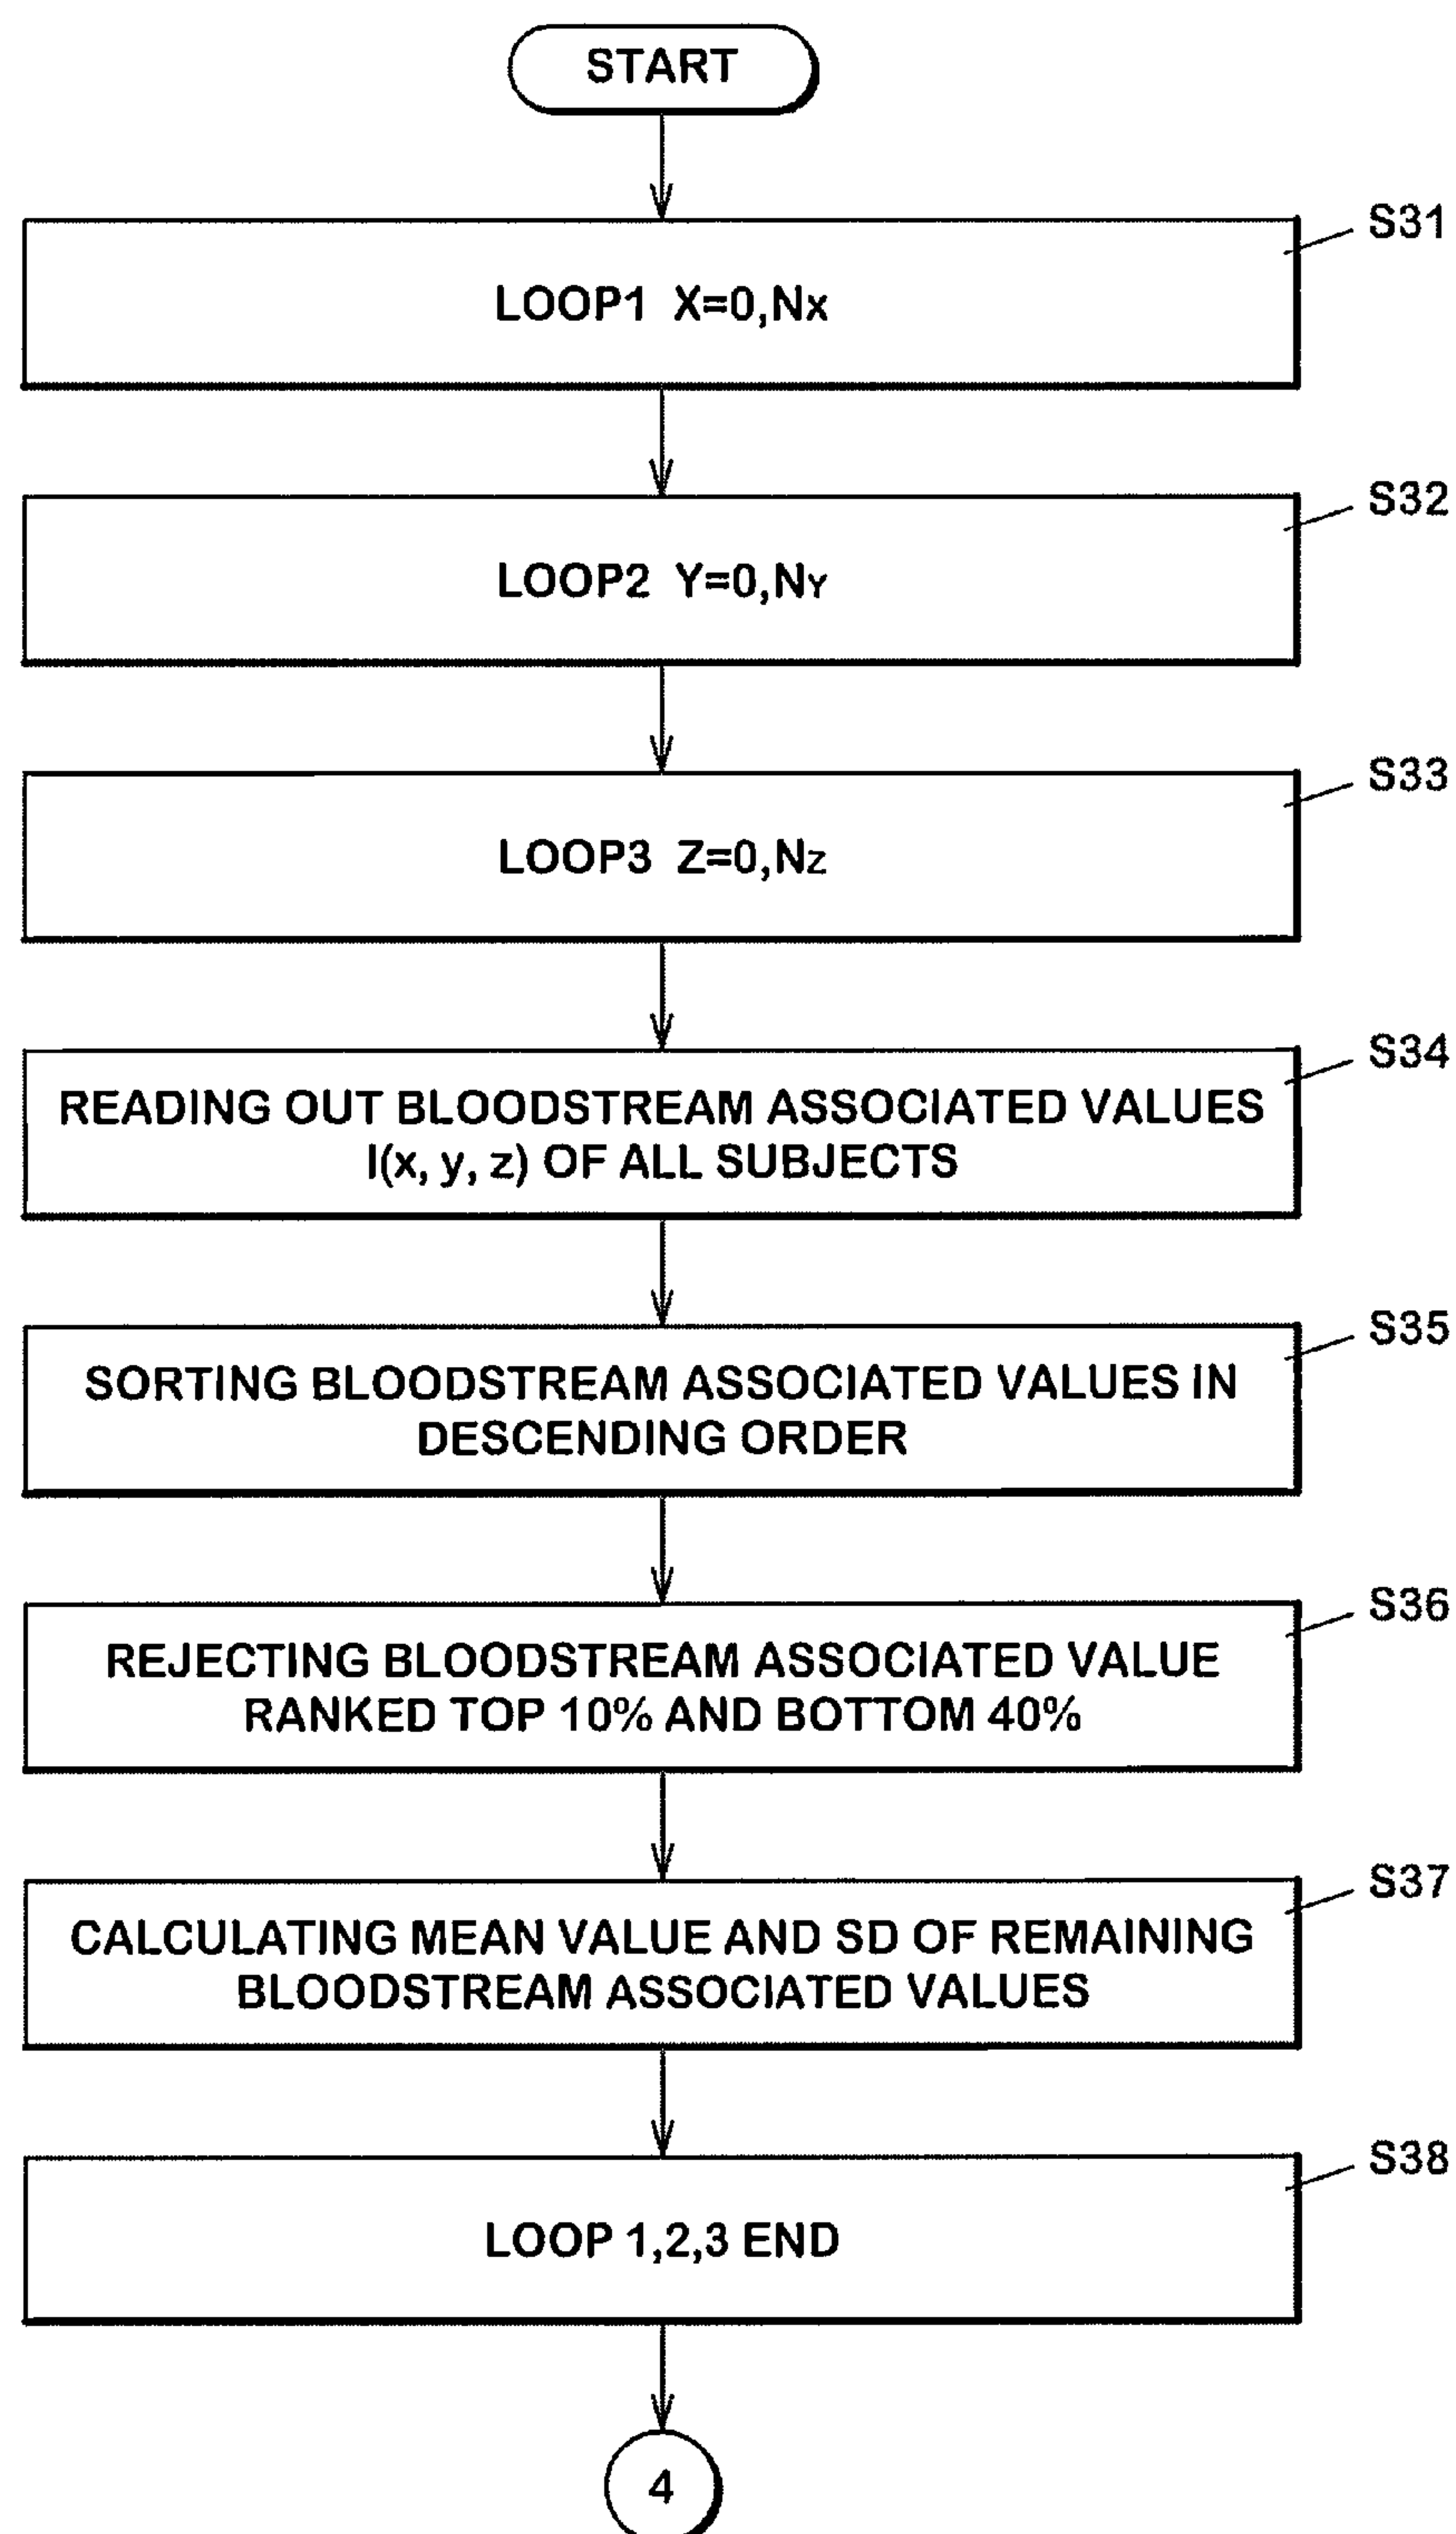 START
S31
LOOP1 X=0,NX
S32
LOOP2 Y=0,NY
S33
LOOP3 Z=0,NZ
S34
READING OUT BLOODSTREAM ASSOCIATED VALUES
I(x, y, z) OF ALL SUBJECTS
S35
SORTING BLOODSTREAM ASSOCIATED VALUES IN
DESCENDING ORDER
S36
REJECTING BLOODSTREAM ASSOCIATED VALUE
RANKED TOP 10% AND BOTTOM 40%
S37
CALCULATING MEAN VALUE AND SD OF REMAINING
BLOODSTREAM ASSOCIATED VALUES
S38
LOOP 1,2,3 END
4